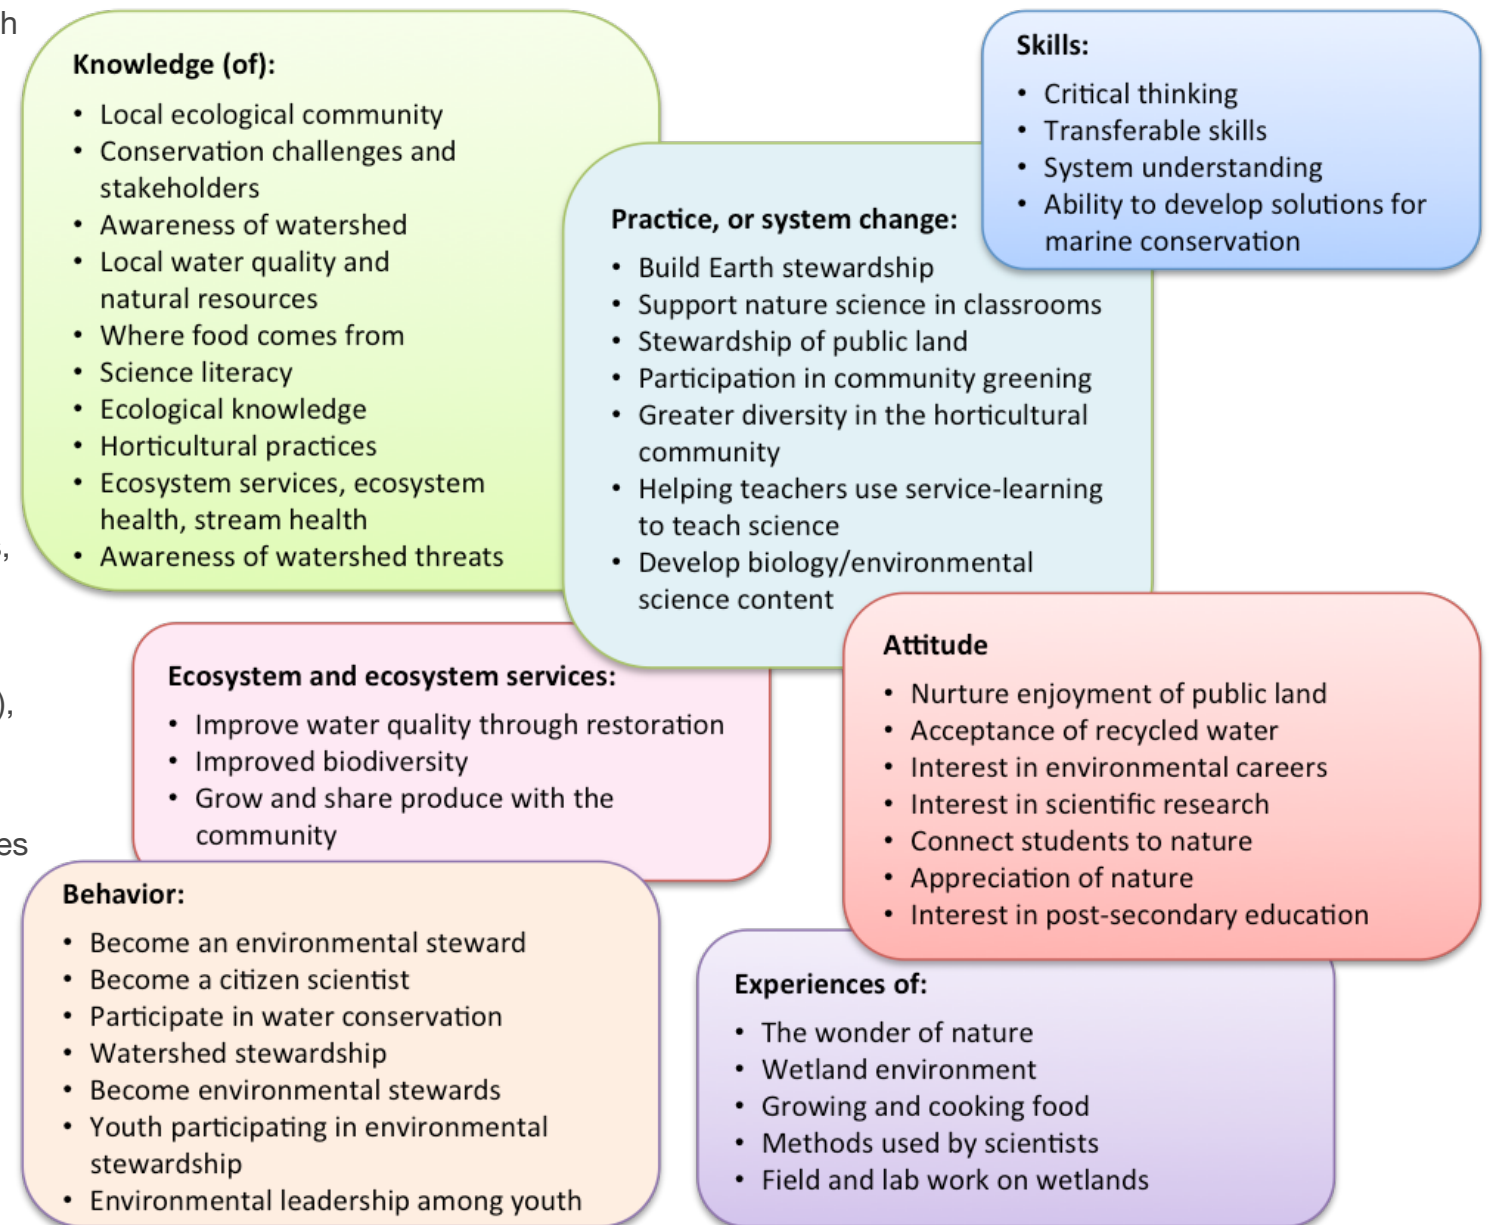 h
Knowledge (of):
• Local ecological community
• Conservation challenges and
stakeholders
• Awareness of watershed
• Local water quality and
natural resources
• Where food comes from
• Science literacy
• Ecological knowledge
• Horticultural practices
• Ecosystem services, ecosystem
health, stream health
• Awareness of watershed threats
Practice, or system change:
• Build Earth stewardship
• Support nature science in classrooms
• Stewardship of public land
• Participation in community greening
• Greater diversity in the horticultural
community
• Helping teachers use service-learning
to teach science
• Develop biology/environmental
science content
Skills:
• Critical thinking
• Transferable skills
• System understanding
• Ability to develop solutions for
marine conservation
),
Ecosystem and ecosystem services:
• Improve water quality through restoration
• Improved biodiversity
• Grow and share produce with the
community
es
Attitude
• Nurture enjoyment of public land
• Acceptance of recycled water
• Interest in environmental careers
• Interest in scientific research
• Connect students to nature
• Appreciation of nature
• Interest in post-secondary education
Behavior:
• Become an environmental steward
• Become a citizen scientist
• Participate in water conservation
• Watershed stewardship
• Become environmental stewards
• Youth participating in environmental
stewardship
• Environmental leadership among youth
Experiences of:
• The wonder of nature
• Wetland environment
• Growing and cooking food
• Methods used by scientists
• Field and lab work on wetlands